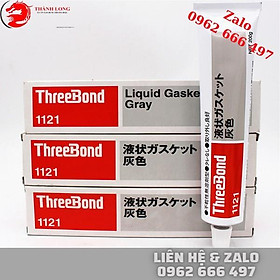 THÀNH LONG
Zalo
0962 666 497
ThreeBond
1121
Liquid Gaske
Gray
ThreeBond
1121
液状ガスケット
灰色
ThreeBond
1121
液状ガスケット
灰色
液状ガスケット
灰色
ThreeBond
1121
LIÊN HỆ & ZALO
0962 666 497